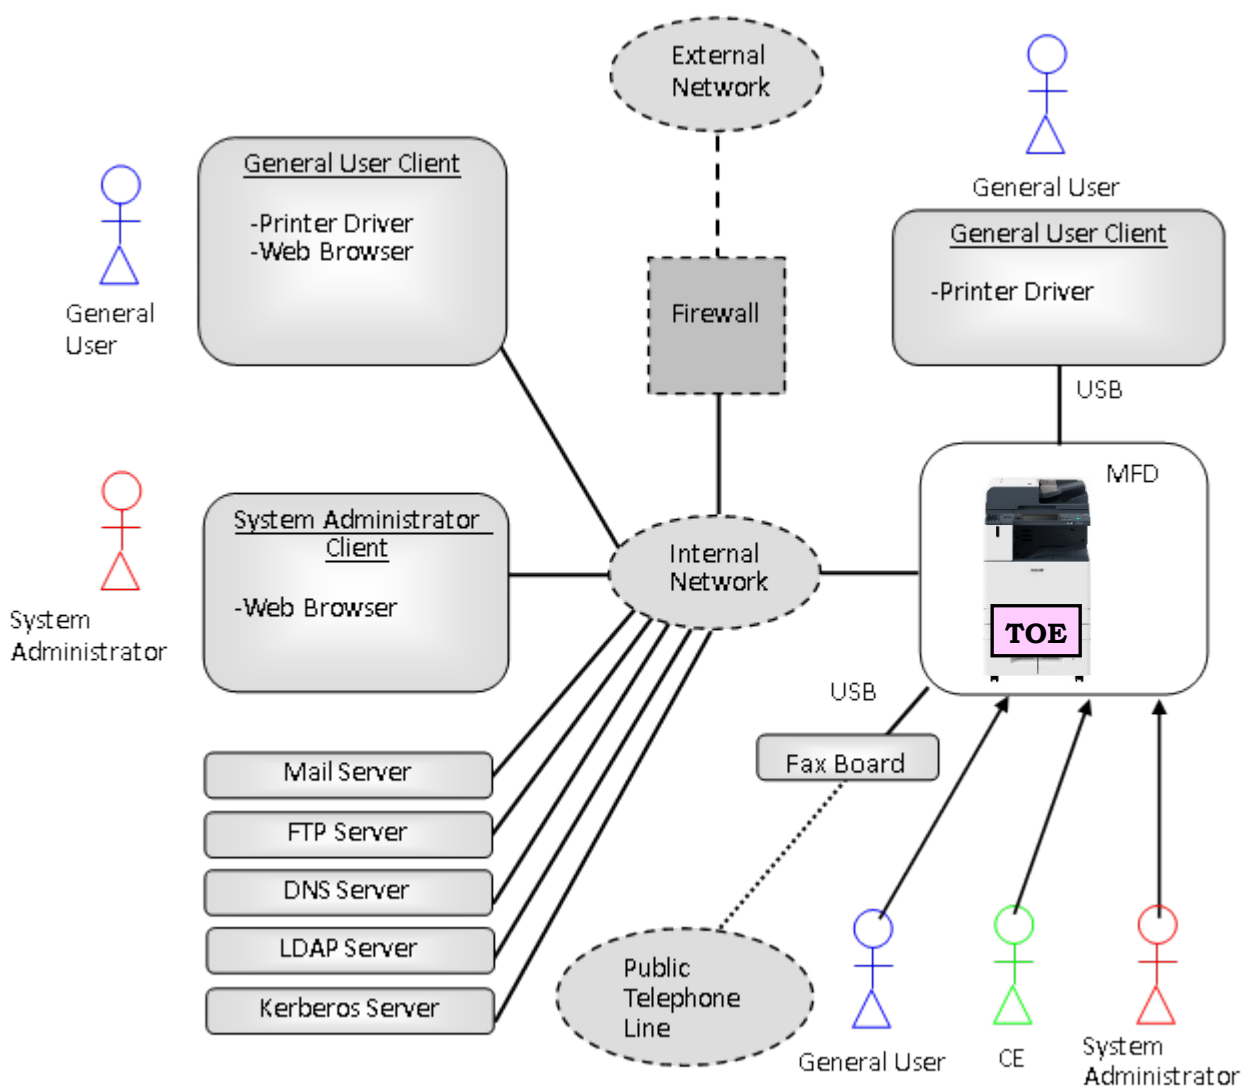 External
Network
General User
General User Client
-Printer Driver
-Web Browser
General
User
General User Client
-Printer Driver
Firewall
USB
MFD
System Administrator
Client
-Web Browser
System
Administrator
Internal
Network
TOE
USB
Mail Server
FTP Server
DNS Server
LDAP Server
Kerberos Server
Fax Board
Public
Telephone
Line
General User
CE
System
Administrator